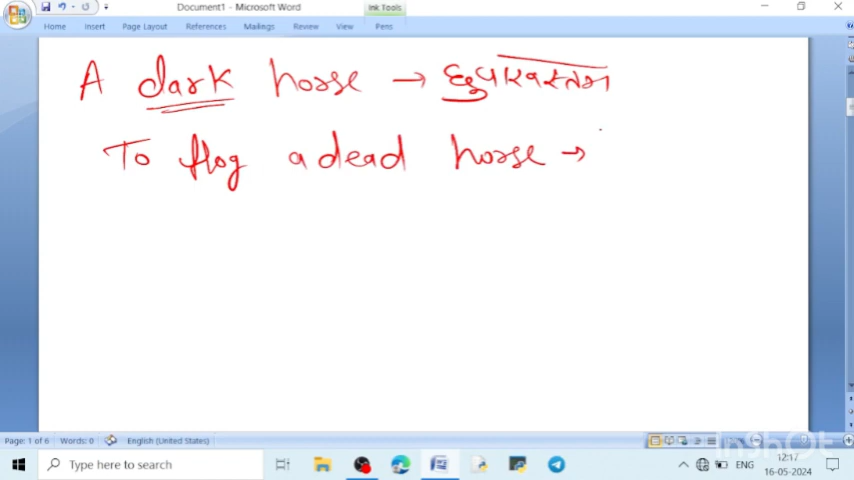 Document1 - Microsoft Word
Ink Tools
Home Insert Page Layout References Mailings Review View Pens
A dark horse →
To flog a dead horse →
Page: 1 of 6 Words: 0 English (United States)
InShOt
Type here to search
ENG
12:17
16-05-2024